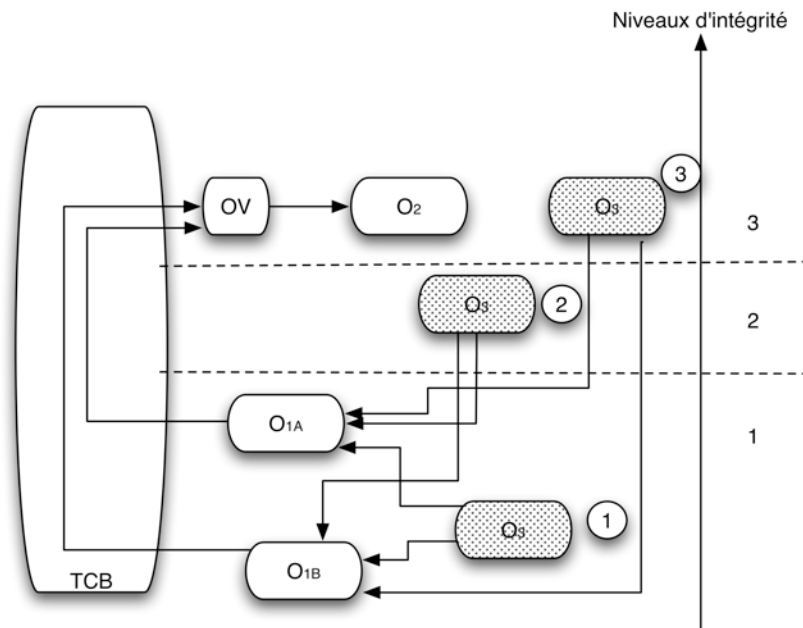 Niveaux d'intégrité
3
OV
O2
O3
3
O3
2
2
O1A
1
O3
1
O1B
TCB